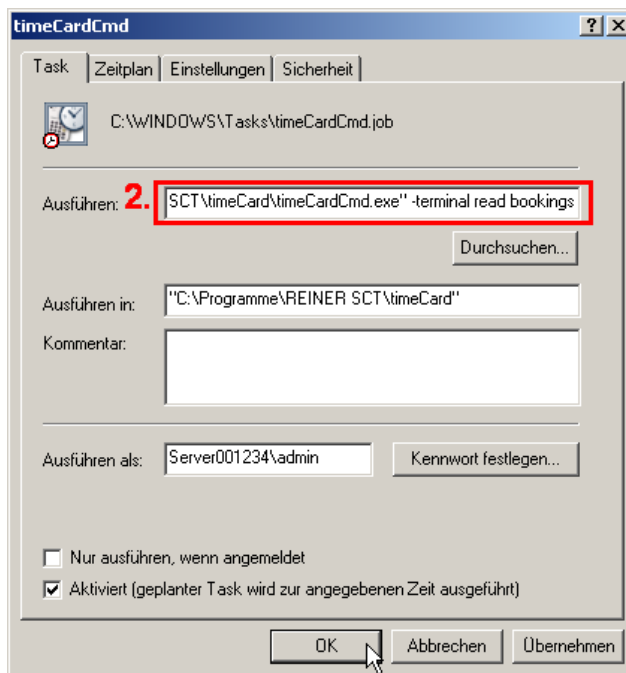 timeCardCmd
Task Zeitplan Einstellungen Sicherheit
C:\WINDOWS\Tasks\timeCardCmd.job
Ausführen: 2. SCT\timeCard\timeCardCmd.exe" -terminal read bookings
Durchsuchen...
Ausführen in: "C:\Programme\REINER SCT\timeCard"
Kommentar:
Ausführen als: Server001234\admin Kennwort festlegen...
Nur ausführen, wenn angemeldet
Aktiviert (geplanter Task wird zur angegebenen Zeit ausgeführt)
OK Abbrechen Übernehmen